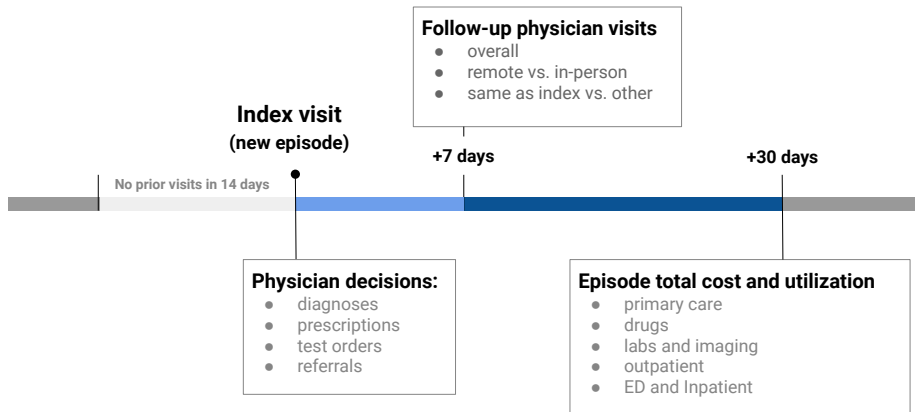 Follow-up physician visits
● overall
● remote vs. in-person
● same as index vs. other
Index visit
(new episode)
+7 days
+30 days
No prior visits in 14 days
Physician decisions:
● diagnoses
● prescriptions
● test orders
● referrals
Episode total cost and utilization
● primary care
● drugs
● labs and imaging
● outpatient
● ED and Inpatient